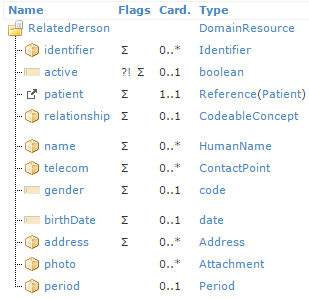 Name Flags Card. Type
RelatedPerson DomainResource
identifier Σ 0..* Identifier
active ?! Σ 0..1 boolean
patient Σ 1..1 Reference(Patient)
relationship Σ 0..1 CodeableConcept
name Σ 0..* HumanName
telecom Σ 0..* ContactPoint
gender Σ 0..1 code
birthDate Σ 0..1 date
address Σ 0..* Address
photo 0..* Attachment
period 0..1 Period